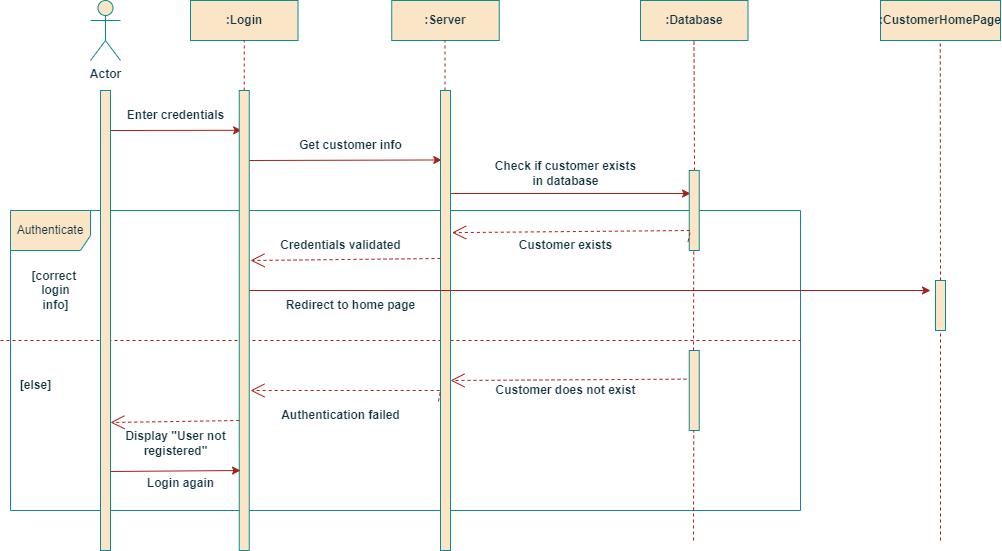 :Login
:Server
:Database
:CustomerHomePage
Actor
Enter credentials
Get customer info
Check if customer exists
in database
Authenticate
Customer exists
Credentials validated
[correct
login
info]
Redirect to home page
[else]
Customer does not exist
Authentication failed
Display "User not
registered"
Login again